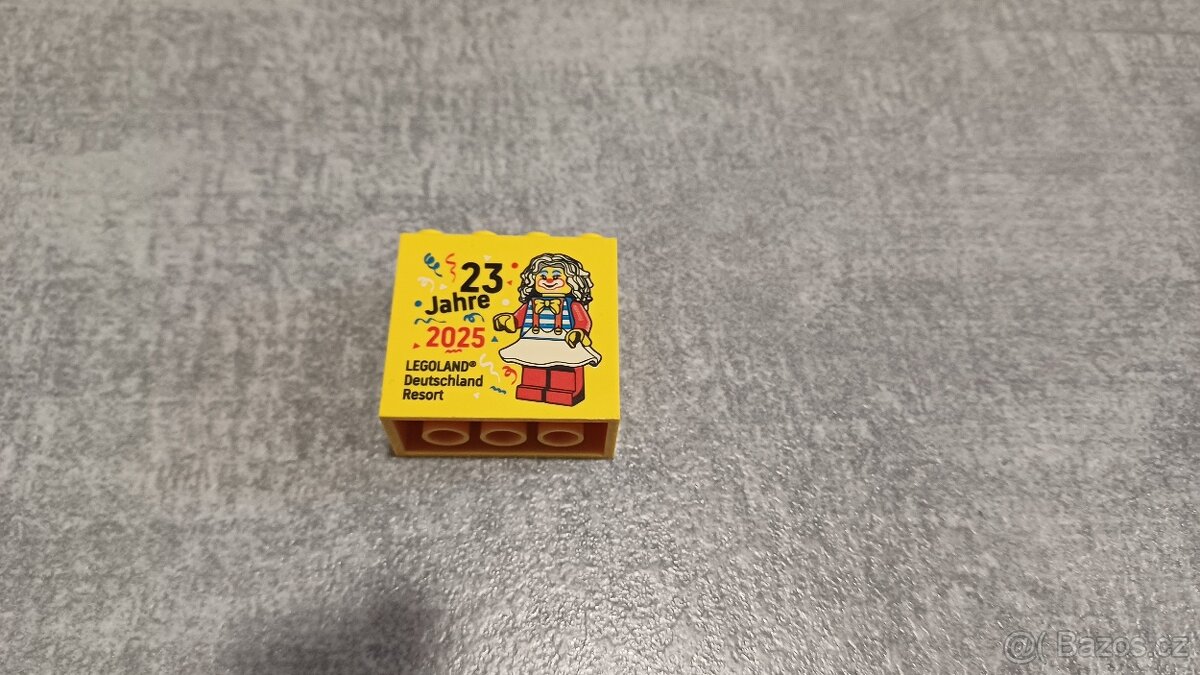 23
Jahre
2025
LEGOLAND®
Deutschland
Resort
@( Bazos.cz